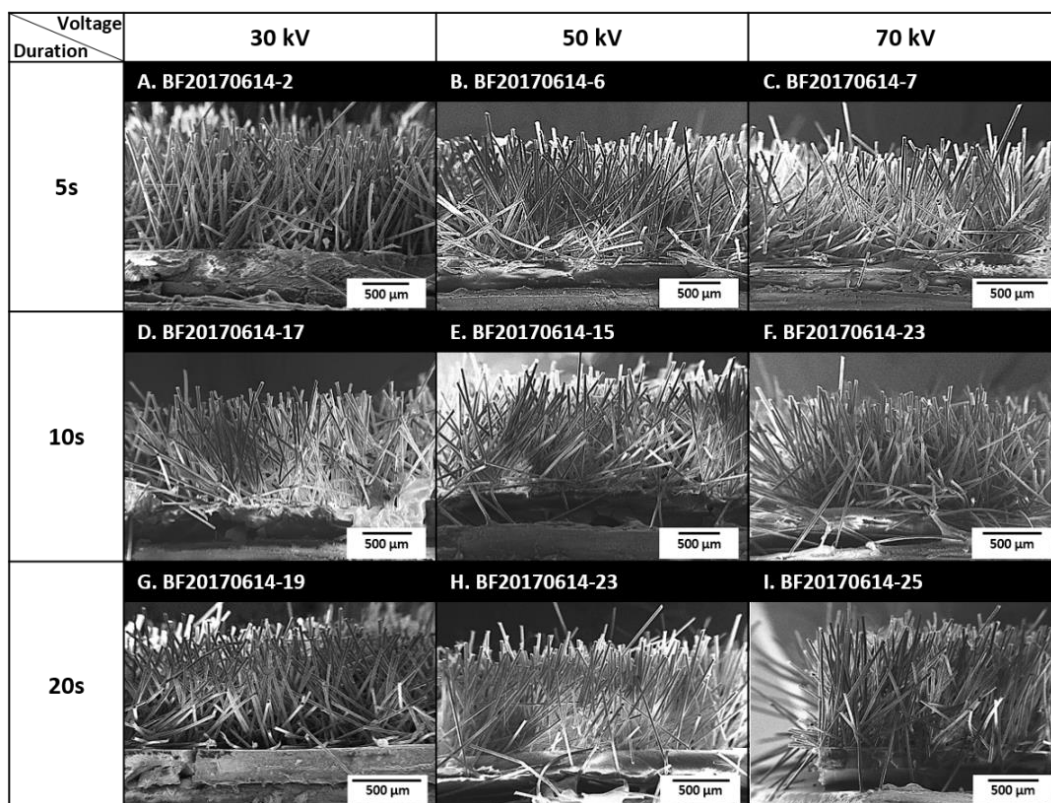 Voltage
Duration
30 kV
50 kV
70 kV
5s
A. BF20170614-2
B. BF20170614-6
C. BF20170614-7
500 µm
500 µm
500 µm
10s
D. BF20170614-17
E. BF20170614-15
F. BF20170614-23
500 µm
500 µm
500 µm
20s
G. BF20170614-19
H. BF20170614-23
I. BF20170614-25
500 µm
500 µm
500 µm